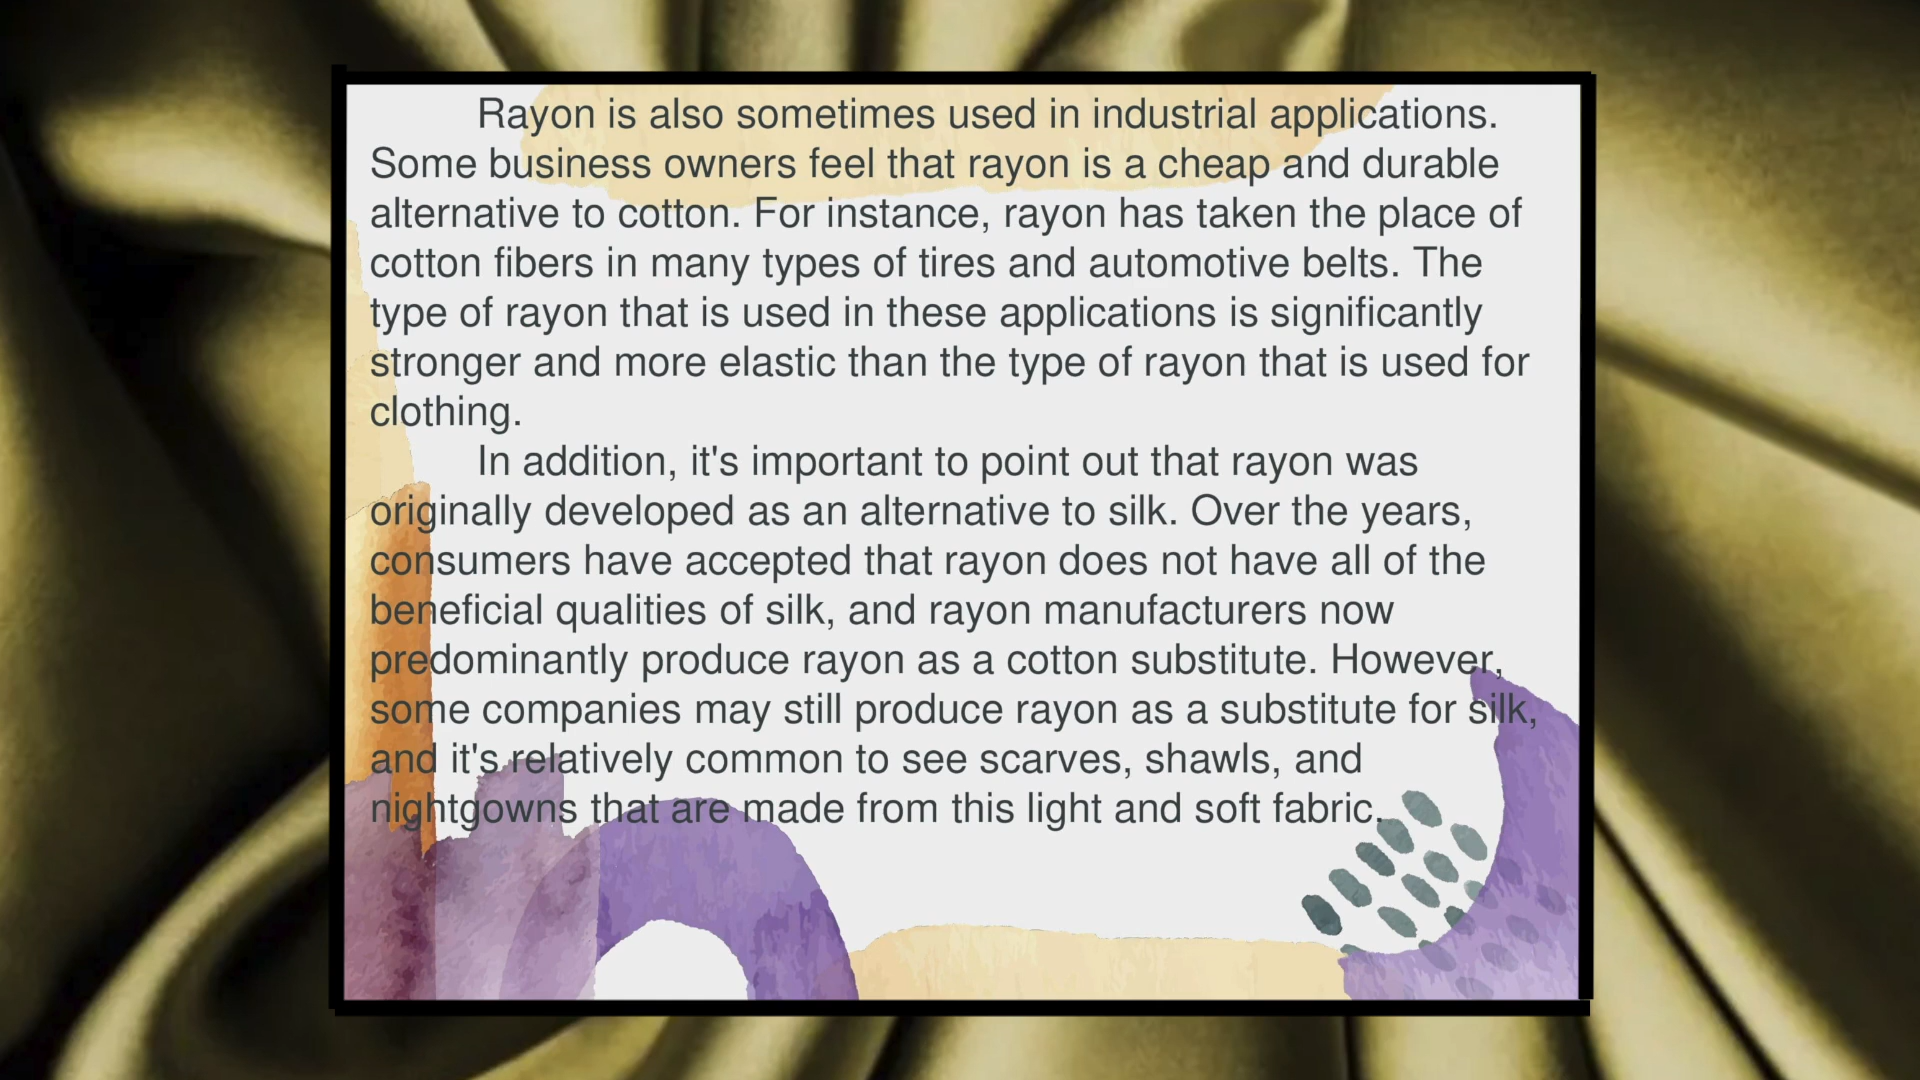 Rayon is also sometimes used in industrial applications.
Some business owners feel that rayon is a cheap and durable
alternative to cotton. For instance, rayon has taken the place of
cotton fibers in many types of tires and automotive belts. The
type of rayon that is used in these applications is significantly
stronger and more elastic than the type of rayon that is used for
clothing.
In addition, it's important to point out that rayon was
originally developed as an alternative to silk. Over the years,
consumers have accepted that rayon does not have all of the
beneficial qualities of silk, and rayon manufacturers now
predominantly produce rayon as a cotton substitute. However,
some companies may still produce rayon as a substitute for silk,
and it's relatively common to see scarves, shawls, and
nightgowns that are made from this light and soft fabric.